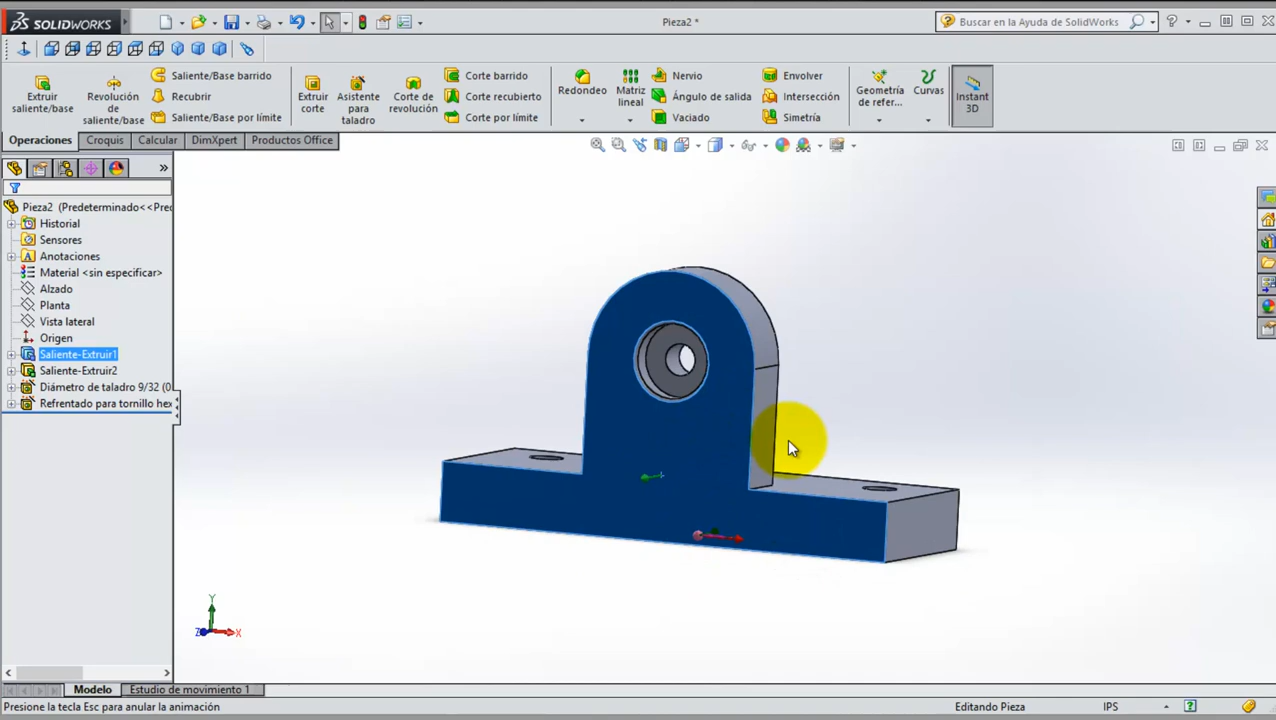 SOLIDWORKS
Pieza2 *
Buscar en la Ayuda de SolidWorks
Extruir saliente/base
Revolución de saliente/base
Saliente/Base barrido
Recubrir
Saliente/Base por límite
Extruir corte
Asistente para taladro
Corte de revolución
Corte barrido
Corte recubierto
Corte por límite
Redondeo
Matriz lineal
Nervio
Ángulo de salida
Vaciado
Envolver
Intersección
Simetría
Geometría de refer...
Curvas
Instant 3D
Operaciones
Croquis
Calcular
DimXpert
Productos Office
Pieza2 (Predeterminado<<Prec
Historial
Sensores
Anotaciones
Material <sin especificar>
Alzado
Planta
Vista lateral
Origen
Saliente-Extruir1
Saliente-Extruir2
Diámetro de taladro 9/32 (0
Refrentado para tornillo hex
Y
Z
X
Modelo
Estudio de movimiento 1
Presione la tecla Esc para anular la animación
Editando Pieza
IPS